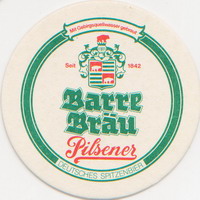 Mit Gebirgsquellwasser gebraut
Seit 1842
Barre
Bräu
Pilsener
DEUTSCHES SPITZENBIER